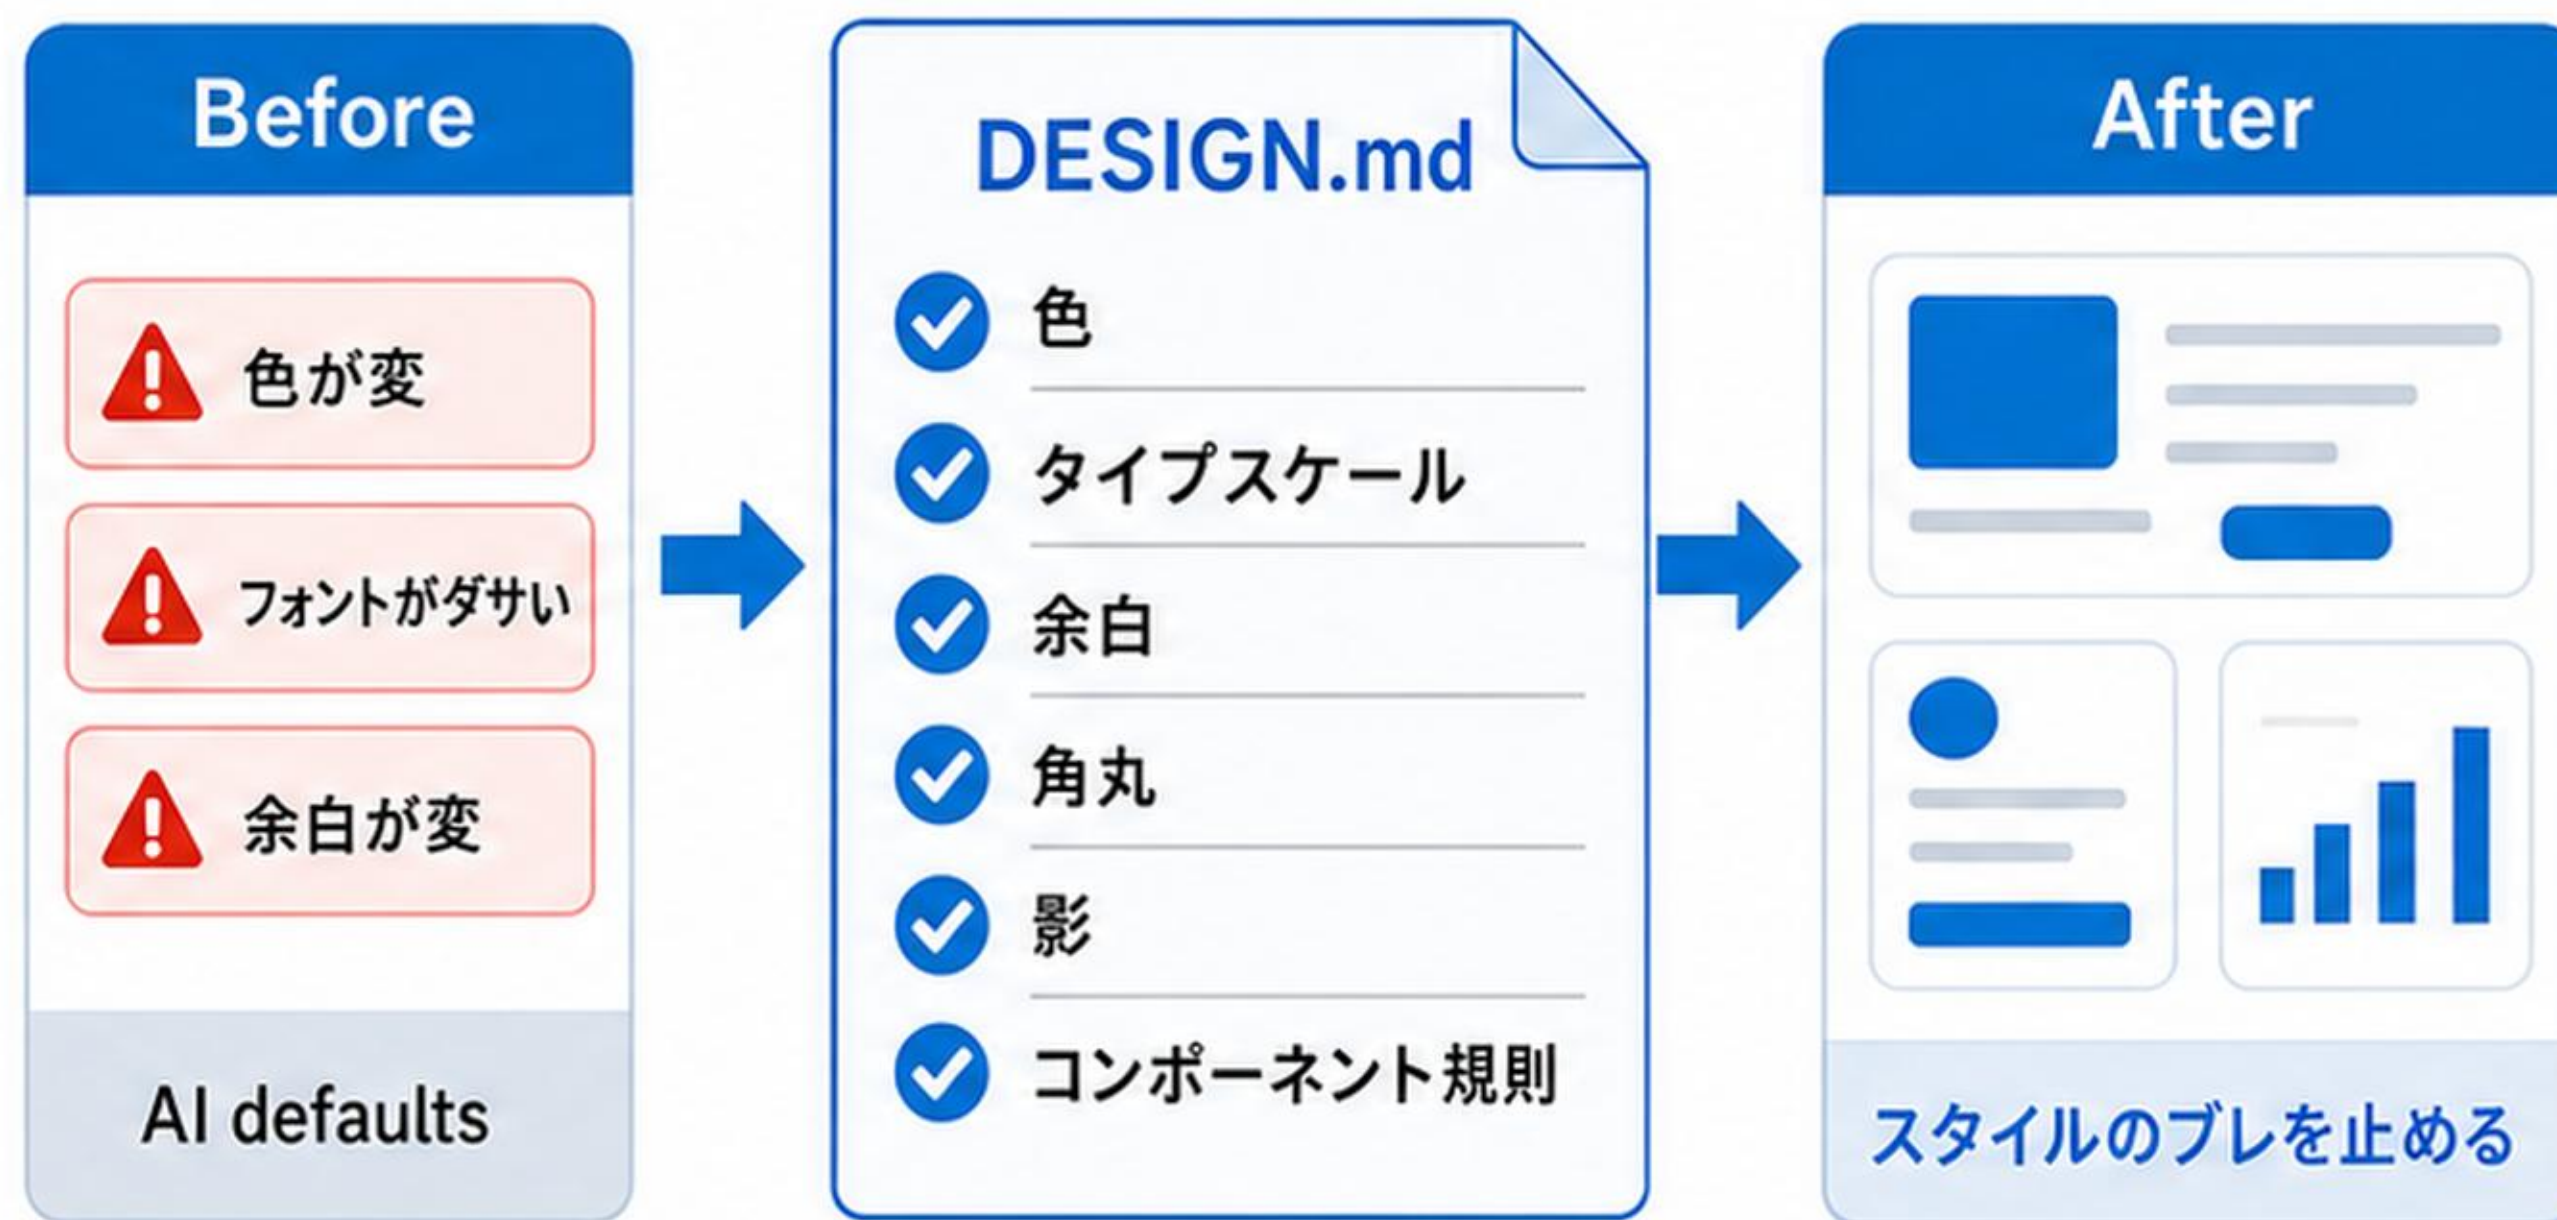 Before
色が変
フォントがダサい
余白が変
AI defaults
DESIGN.md
色
タイプスケール
余白
角丸
影
コンポーネント規則
After
スタイルのブレを止める